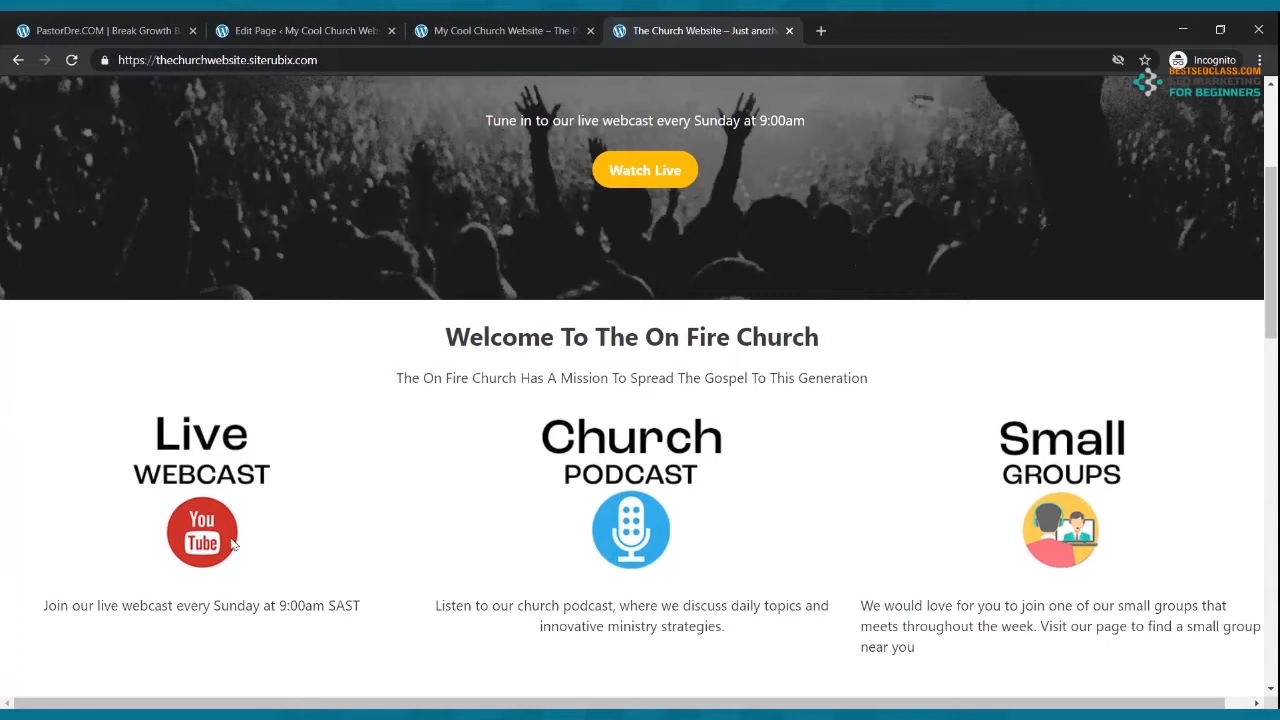 PastorDre.COM | Break Growth B
Edit Page ‹ My Cool Church Web
My Cool Church Website – The P
The Church Website – Just anoth
https://thechurchwebsite.siterubix.com
Incognito
BESTSEOCLASS.COM
SEO MARKETING
FOR BEGINNERS
Tune in to our live webcast every Sunday at 9:00am
Watch Live
Welcome To The On Fire Church
The On Fire Church Has A Mission To Spread The Gospel To This Generation
Live
WEBCAST
You
Tube
Join our live webcast every Sunday at 9:00am SAST
Church
PODCAST
Listen to our church podcast, where we discuss daily topics and
innovative ministry strategies.
Small
GROUPS
We would love for you to join one of our small groups that
meets throughout the week. Visit our page to find a small group
near you